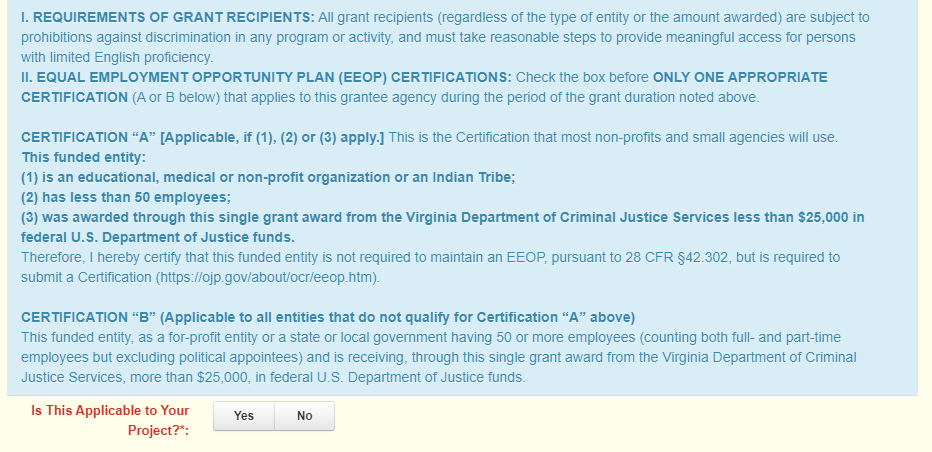 I. REQUIREMENTS OF GRANT RECIPIENTS: All grant recipients (regardless of the type of entity or the amount awarded) are subject to
prohibitions against discrimination in any program or activity, and must take reasonable steps to provide meaningful access for persons
with limited English proficiency.
II. EQUAL EMPLOYMENT OPPORTUNITY PLAN (EEOP) CERTIFICATIONS: Check the box before ONLY ONE APPROPRIATE
CERTIFICATION (A or B below) that applies to this grantee agency during the period of the grant duration noted above.
CERTIFICATION “A” [Applicable, if (1), (2) or (3) apply.] This is the Certification that most non-profits and small agencies will use.
This funded entity:
(1) is an educational, medical or non-profit organization or an Indian Tribe;
(2) has less than 50 employees;
(3) was awarded through this single grant award from the Virginia Department of Criminal Justice Services less than $25,000 in
federal U.S. Department of Justice funds.
Therefore, I hereby certify that this funded entity is not required to maintain an EEOP, pursuant to 28 CFR §42.302, but is required to
submit a Certification (https://ojp.gov/about/ocr/eeop.htm).
CERTIFICATION “B” (Applicable to all entities that do not qualify for Certification “A” above)
This funded entity, as a for-profit entity or a state or local government having 50 or more employees (counting both full- and part-time
employees but excluding political appointees) and is receiving, through this single grant award from the Virginia Department of Criminal
Justice Services, more than $25,000, in federal U.S. Department of Justice funds.
Is This Applicable to Your
Project?*:
Yes No